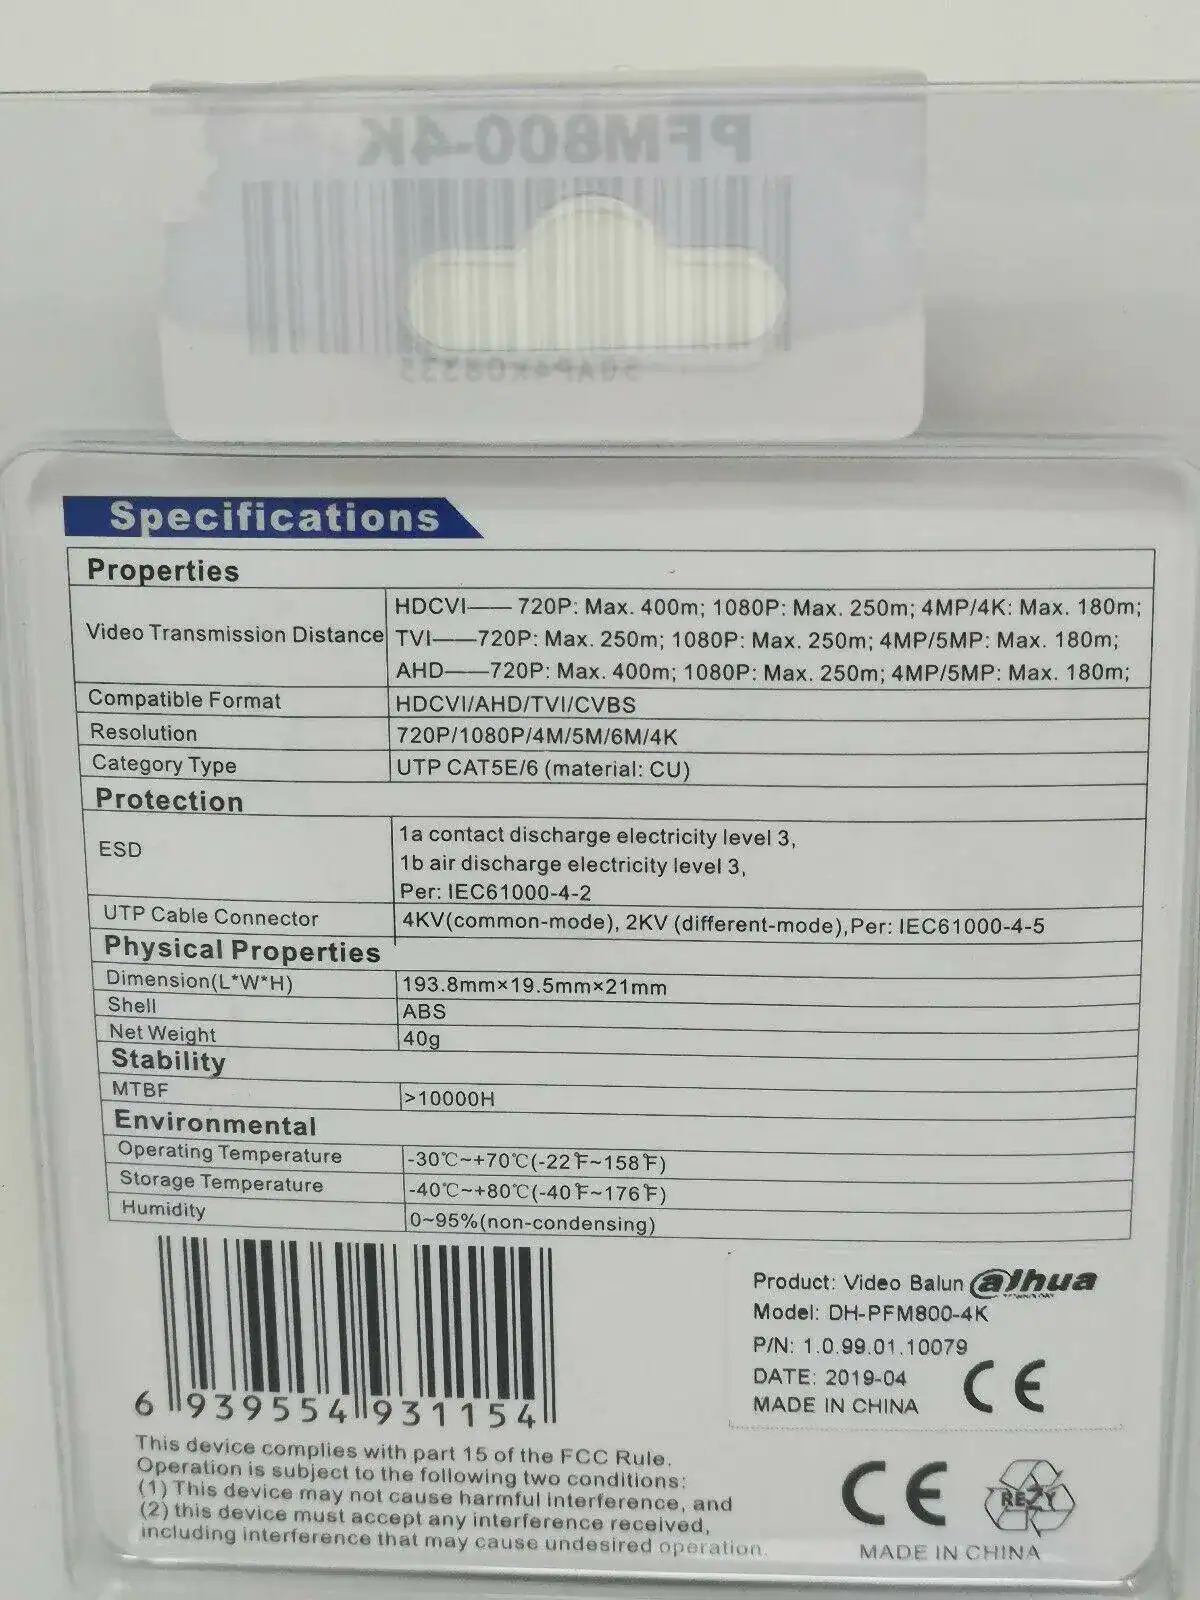 PFM800-4K
Specifications
Properties
Video Transmission Distance
HDCVI—— 720P: Max. 400m; 1080P: Max. 250m; 4MP/4K: Max. 180m;
TVI——720P: Max. 250m; 1080P: Max. 250m; 4MP/5MP: Max. 180m;
AHD——720P: Max. 400m; 1080P: Max. 250m; 4MP/5MP: Max. 180m;
Compatible Format HDCVI/AHD/TVI/CVBS
Resolution 720P/1080P/4M/5M/6M/4K
Category Type UTP CAT5E/6 (material: CU)
Protection
ESD
1a contact discharge electricity level 3,
1b air discharge electricity level 3,
Per: IEC61000-4-2
UTP Cable Connector 4KV(common-mode), 2KV (different-mode),Per: IEC61000-4-5
Physical Properties
Dimension(L*W*H) 193.8mm×19.5mm×21mm
Shell ABS
Net Weight 40g
Stability
MTBF >10000H
Environmental
Operating Temperature -30℃~+70℃(-22℉~158℉)
Storage Temperature -40℃~+80℃(-40℉~176℉)
Humidity 0~95%(non-condensing)
6 939554 931154
Product: Video Balun alhua
Model: DH-PFM800-4K
P/N: 1.0.99.01.10079
DATE: 2019-04
MADE IN CHINA
CE
This device complies with part 15 of the FCC Rule.
Operation is subject to the following two conditions:
(1) This device may not cause harmful interference, and
(2) this device must accept any interference received,
including interference that may cause undesired operation.
CE
REZY
MADE IN CHINA